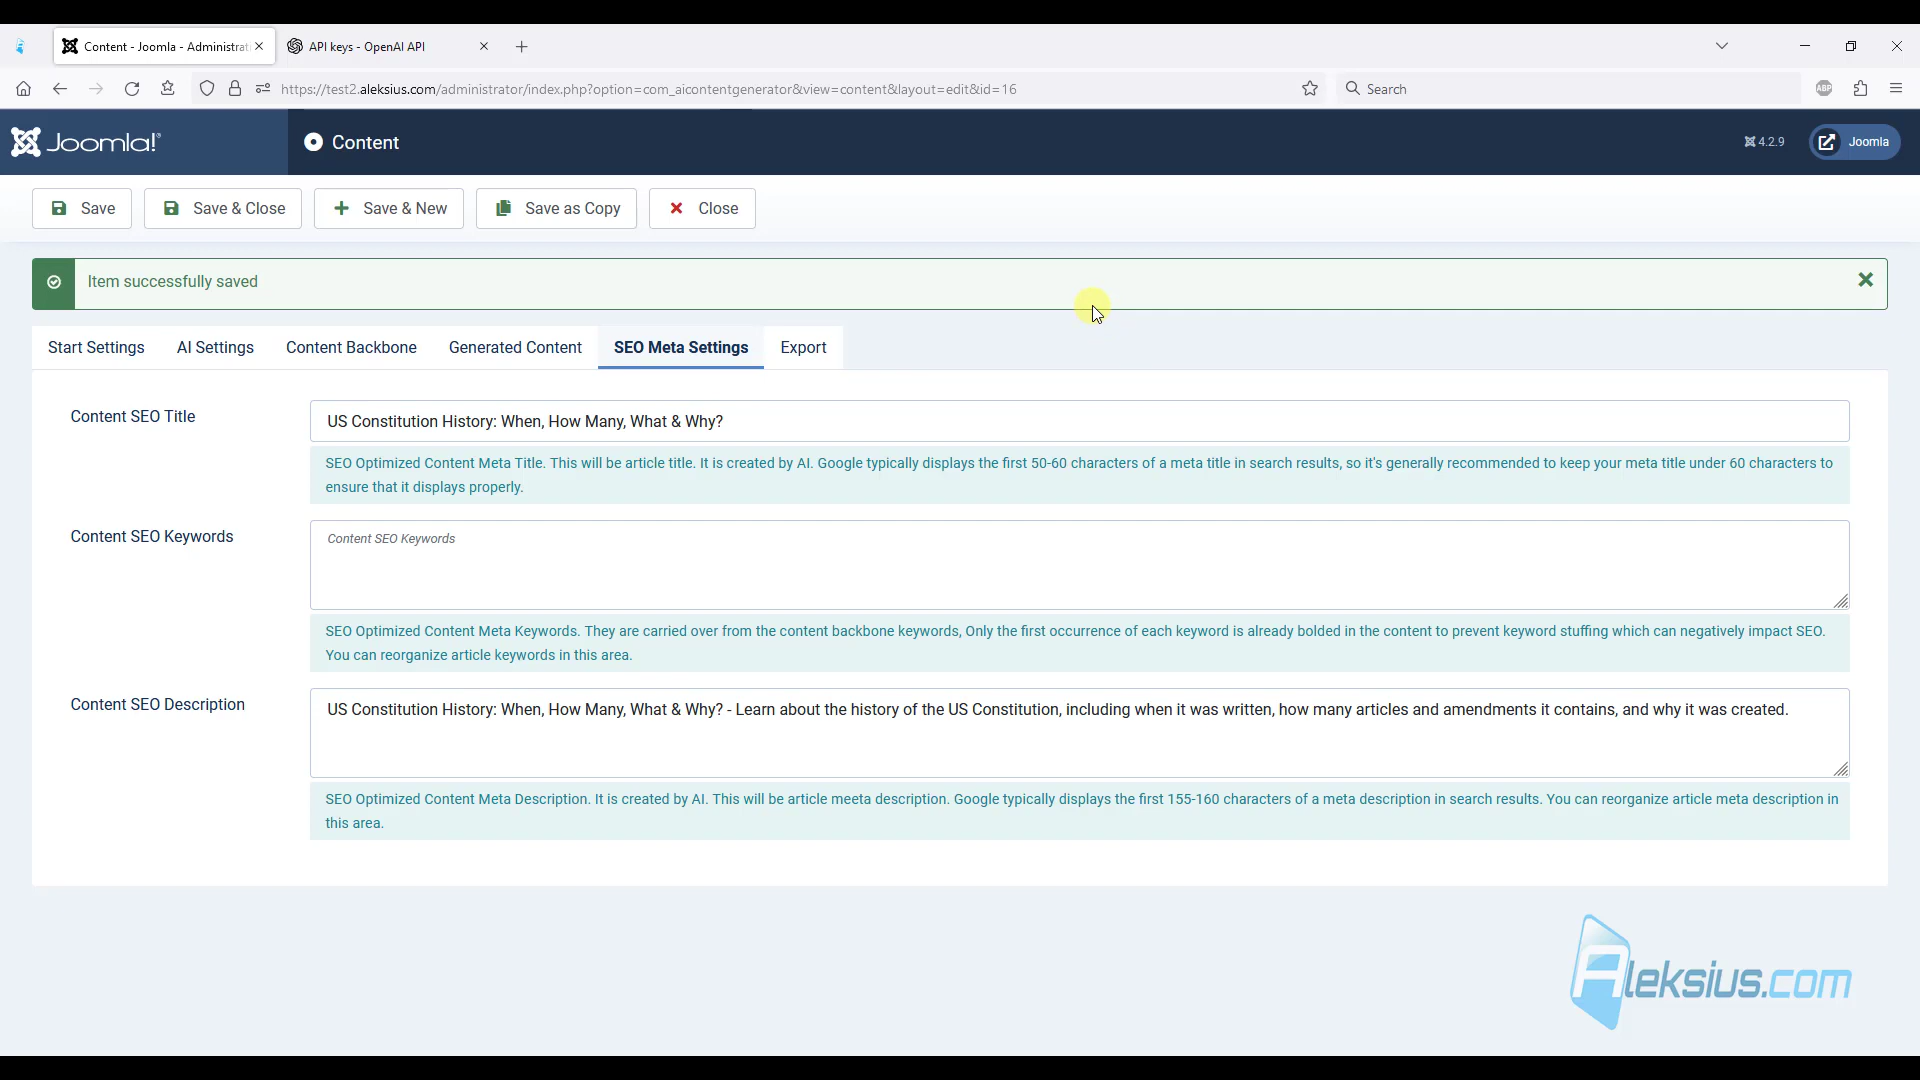 Content - Joomla - Administrat
API keys - OpenAI API
https://test2.aleksius.com/administrator/index.php?option=com_aicontentgenerator&view=content&layout=edit&id=16
Search
ABP
Joomla!®
Content
4.2.9
Joomla
Save
Save & Close
Save & New
Save as Copy
Close
Item successfully saved
Start Settings
AI Settings
Content Backbone
Generated Content
SEO Meta Settings
Export
Content SEO Title
US Constitution History: When, How Many, What & Why?
SEO Optimized Content Meta Title. This will be article title. It is created by AI. Google typically displays the first 50-60 characters of a meta title in search results, so it's generally recommended to keep your meta title under 60 characters to
ensure that it displays properly.
Content SEO Keywords
Content SEO Keywords
SEO Optimized Content Meta Keywords. They are carried over from the content backbone keywords, Only the first occurrence of each keyword is already bolded in the content to prevent keyword stuffing which can negatively impact SEO.
You can reorganize article keywords in this area.
Content SEO Description
US Constitution History: When, How Many, What & Why? - Learn about the history of the US Constitution, including when it was written, how many articles and amendments it contains, and why it was created.
SEO Optimized Content Meta Description. It is created by AI. This will be article meeta description. Google typically displays the first 155-160 characters of a meta description in search results. You can reorganize article meta description in
this area.
Aleksius.com